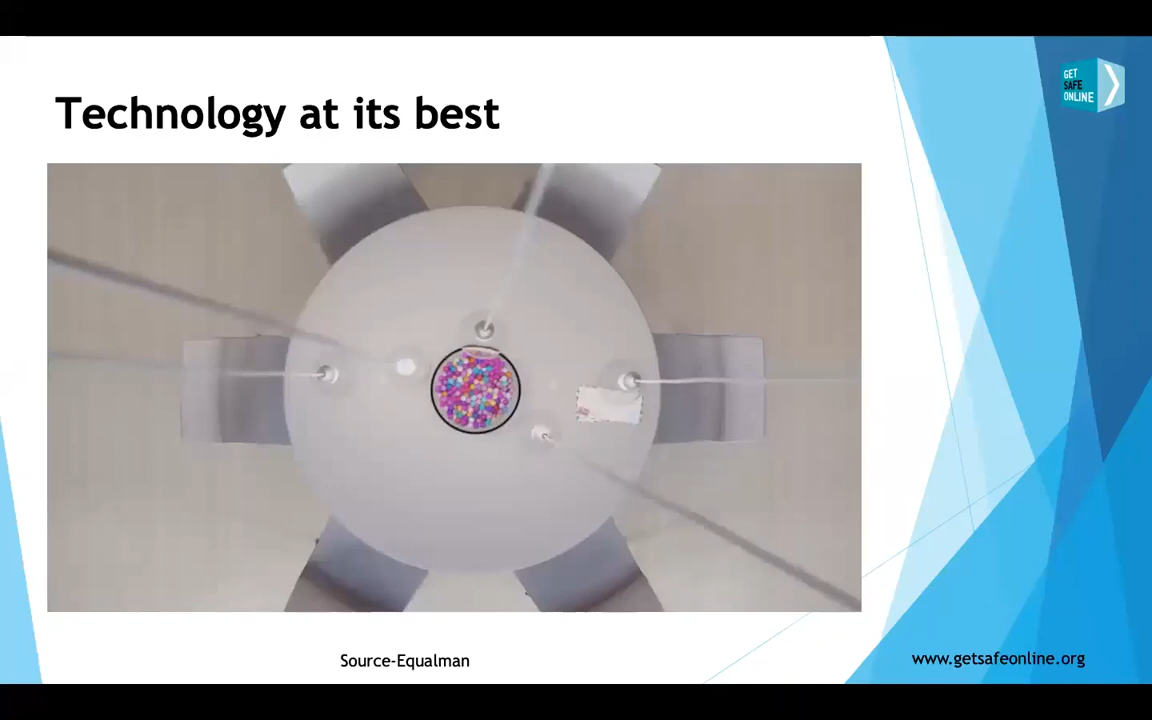 Technology at its best
GET
SAFE
ONLINE
Source-Equalman
www.getsafeonline.org